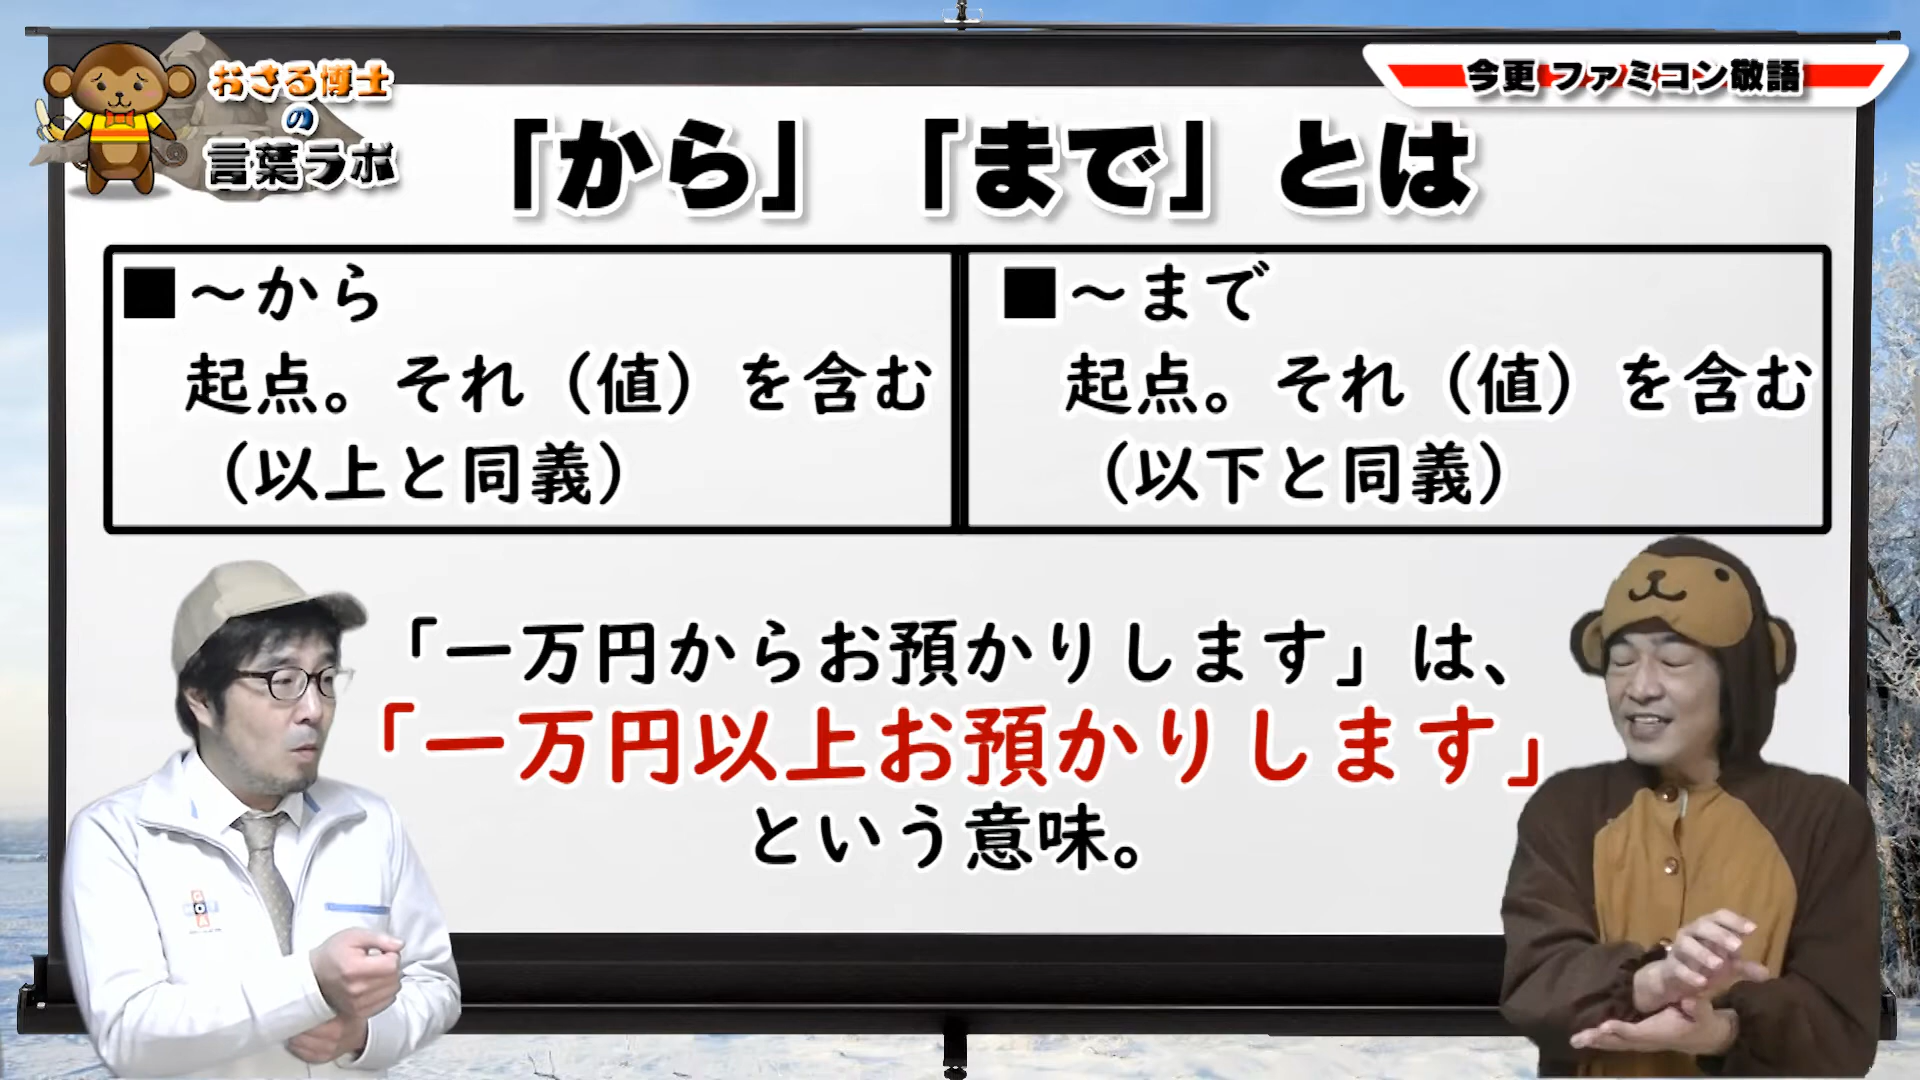 おさる博士
の
言葉ラボ
今更 ファミコン敬語
「から」「まで」とは
■～から
起点。それ（値）を含む
（以上と同義）
■～まで
起点。それ（値）を含む
（以下と同義）
「一万円からお預かりします」は、
「一万円以上お預かりします」
という意味。